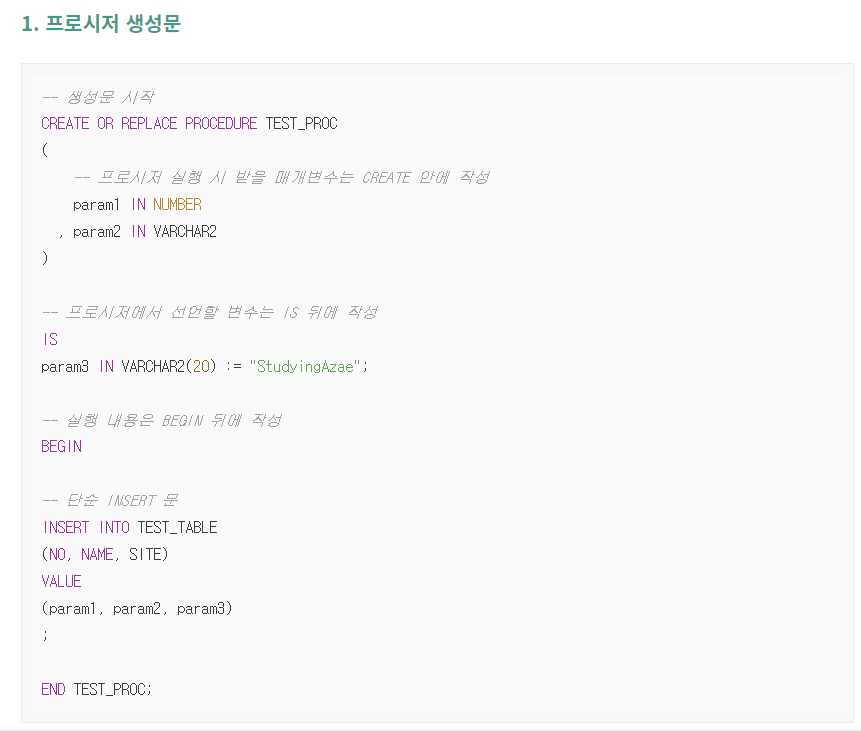 1. 프로시저 생성문
-- 생성문 시작
CREATE OR REPLACE PROCEDURE TEST_PROC
(
-- 프로시저 실행 시 받을 매개변수는 CREATE 안에 작성
param1 IN NUMBER
, param2 IN VARCHAR2
)
-- 프로시저에서 선언할 변수는 IS 뒤에 작성
IS
param3 IN VARCHAR2(20) := "StudyingAzae";
-- 실행 내용은 BEGIN 뒤에 작성
BEGIN
-- 단순 INSERT 문
INSERT INTO TEST_TABLE
(NO, NAME, SITE)
VALUE
(param1, param2, param3)
;
END TEST_PROC;